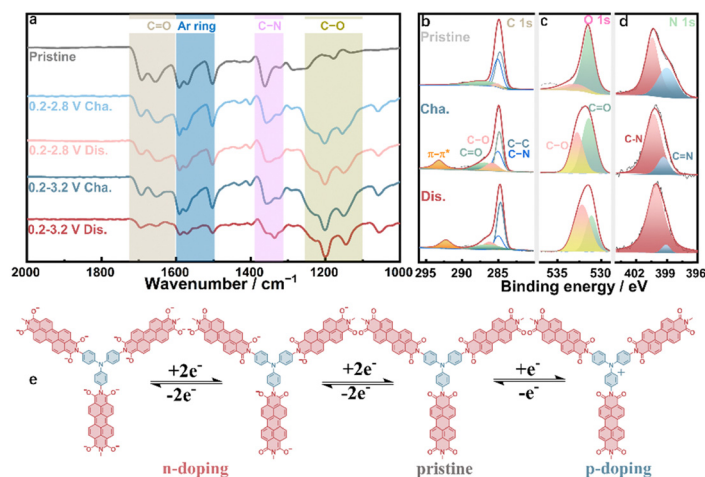 a
C=O
Ar ring
C−N
C−O
Pristine
0.2-2.8 V Cha.
0.2-2.8 V Dis.
0.2-3.2 V Cha.
0.2-3.2 V Dis.
2000 1800 1600 1400 1200 1000
Wavenumber / cm⁻¹
b C 1s
c O 1s
d N 1s
Pristine
Cha.
π−π*
C−O
C=O
C−C
C−N
C=O
C−O
C-N
C=N
Dis.
295 290 285
535 530
402 399 396
Binding energy / eV
e
+2e⁻
-2e⁻
+2e⁻
-2e⁻
+e⁻
-e⁻
n-doping
pristine
p-doping